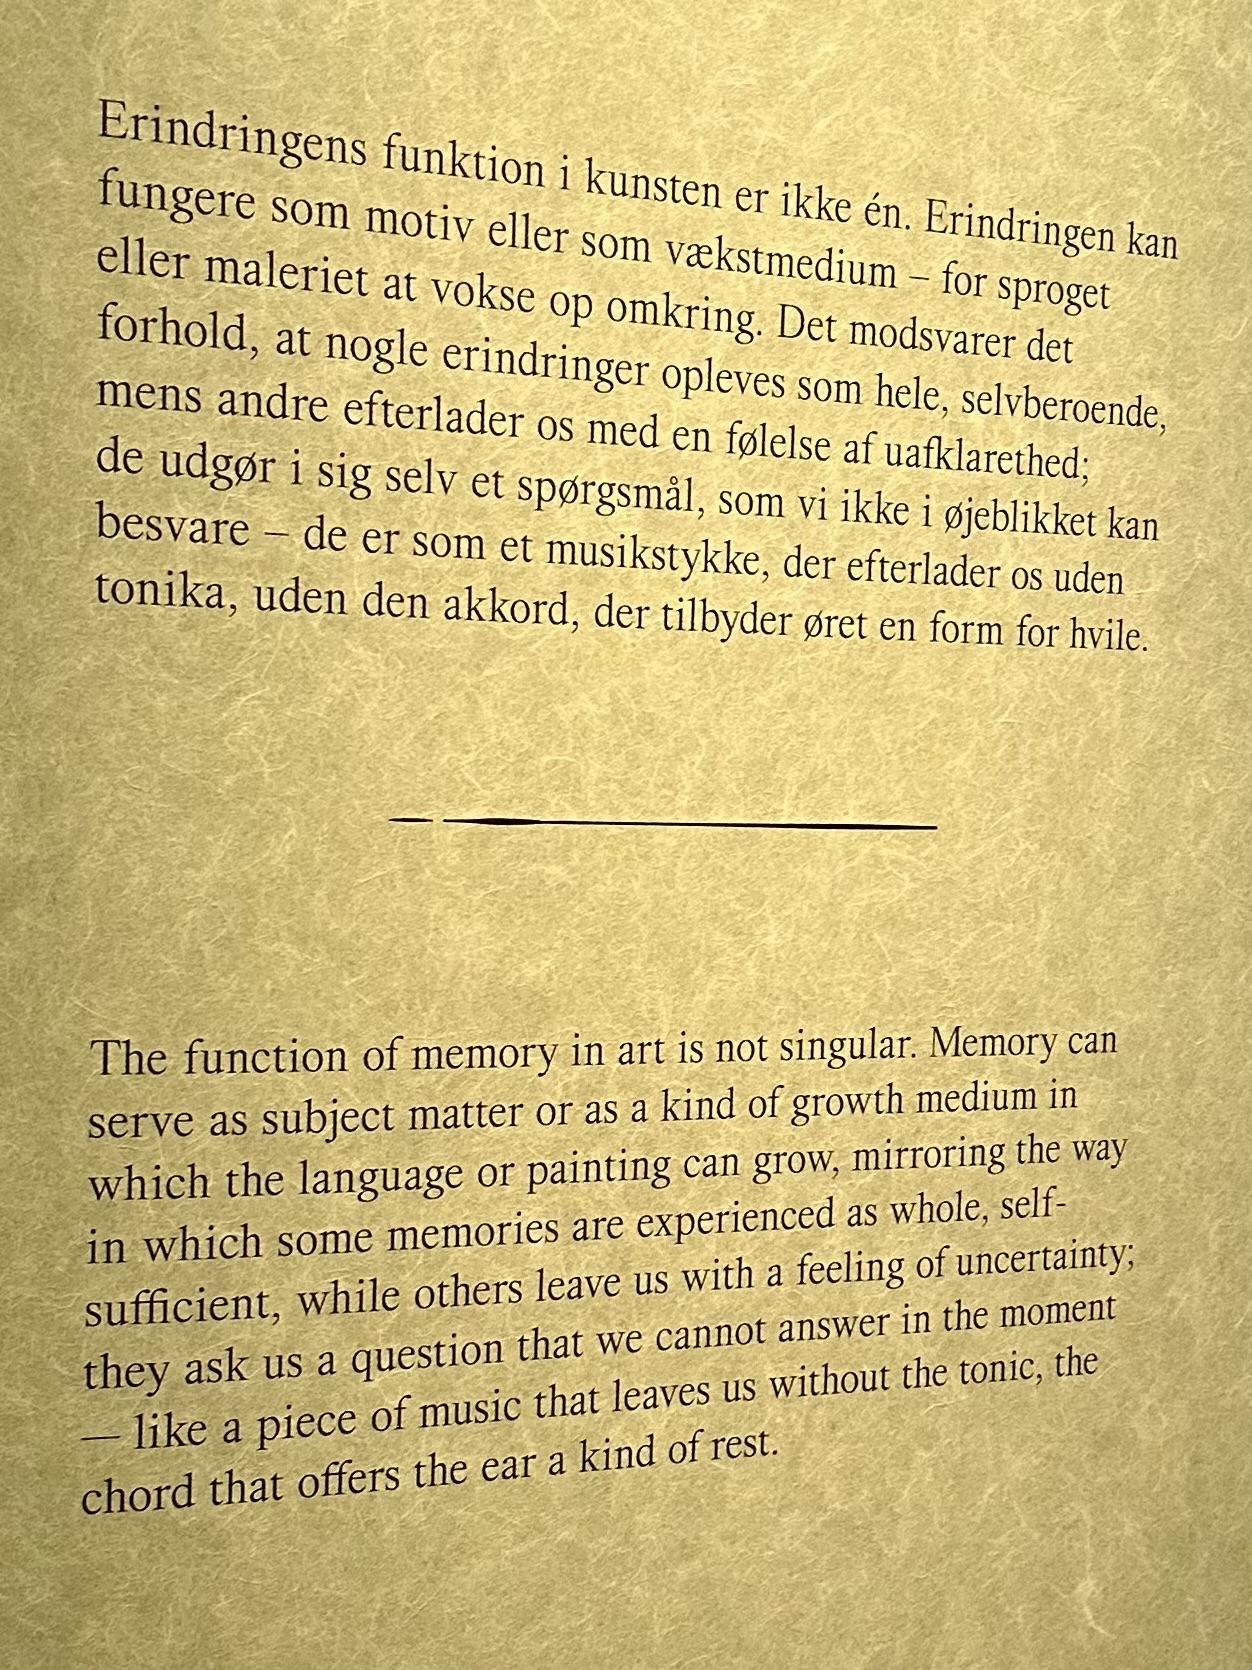 Erindringens funktion i kunsten er ikke én. Erindringen kan
fungere som motiv eller som vækstmedium – for sproget
eller maleriet at vokse op omkring. Det modsvarer det
forhold, at nogle erindringer opleves som hele, selvberoende,
mens andre efterlader os med en følelse af uafklarethed;
de udgør i sig selv et spørgsmål, som vi ikke i øjeblikket kan
besvare – de er som et musikstykke, der efterlader os uden
tonika, uden den akkord, der tilbyder øret en form for hvile.
The function of memory in art is not singular. Memory can
serve as subject matter or as a kind of growth medium in
which the language or painting can grow, mirroring the way
in which some memories are experienced as whole, self-
sufficient, while others leave us with a feeling of uncertainty;
they ask us a question that we cannot answer in the moment
— like a piece of music that leaves us without the tonic, the
chord that offers the ear a kind of rest.